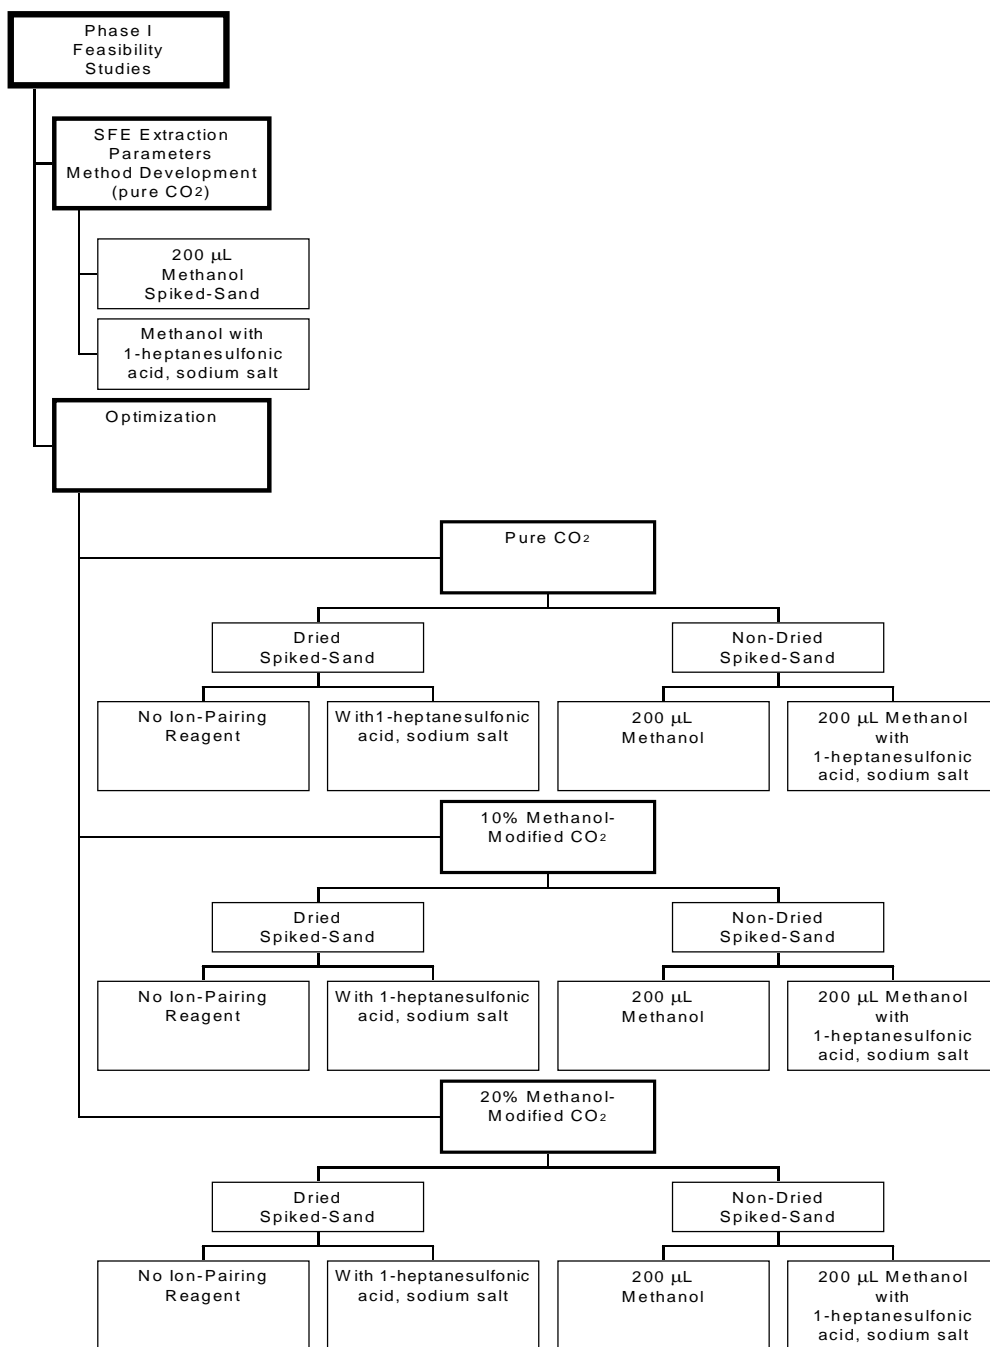 Phase I
Feasibility
Studies
SFE Extraction
Parameters
Method Development
(pure CO2)
200 µL
Methanol
Spiked-Sand
Methanol with
1-heptanesulfonic
acid, sodium salt
Optimization
Pure CO2
Dried
Spiked-Sand
Non-Dried
Spiked-Sand
No Ion-Pairing
Reagent
With1-heptanesulfonic
acid, sodium salt
200 µL
Methanol
200 µL Methanol
with
1-heptanesulfonic
acid, sodium salt
10% Methanol-
Modified CO2
Dried
Spiked-Sand
Non-Dried
Spiked-Sand
No Ion-Pairing
Reagent
With 1-heptanesulfonic
acid, sodium salt
200 µL
Methanol
200 µL Methanol
with
1-heptanesulfonic
acid, sodium salt
20% Methanol-
Modified CO2
Dried
Spiked-Sand
Non-Dried
Spiked-Sand
No Ion-Pairing
Reagent
With 1-heptanesulfonic
acid, sodium salt
200 µL
Methanol
200 µL Methanol
with
1-heptanesulfonic
acid, sodium salt